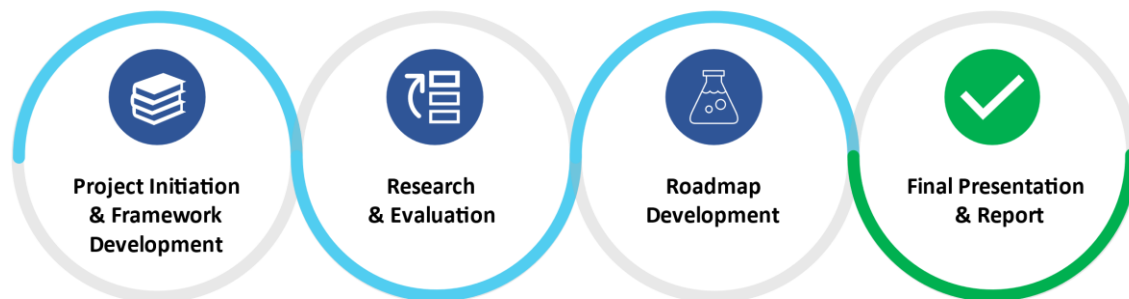 Project Initiation
& Framework
Development
Research
& Evaluation
Roadmap
Development
Final Presentation
& Report